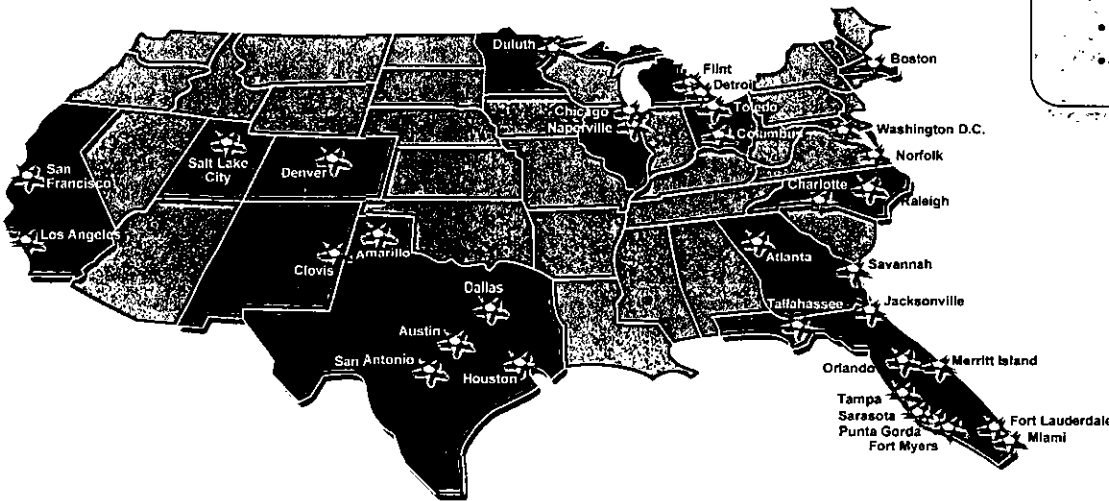 Duluth
Boston
Flint
Detroit
Toledo
Chicago
Naperville
Columbus
Washington D.C.
Norfolk
San
Francisco
Salt Lake
City
Denver
Charlotte
Raleigh
Los Angeles
Clovis
Amarillo
Atlanta
Savannah
Dallas
Tallahassee
Jacksonville
Austin
San Antonio
Houston
Orlando
Merritt Island
Tampa
Sarasota
Punta Gorda
Fort Myers
Fort Lauderdale
Miami